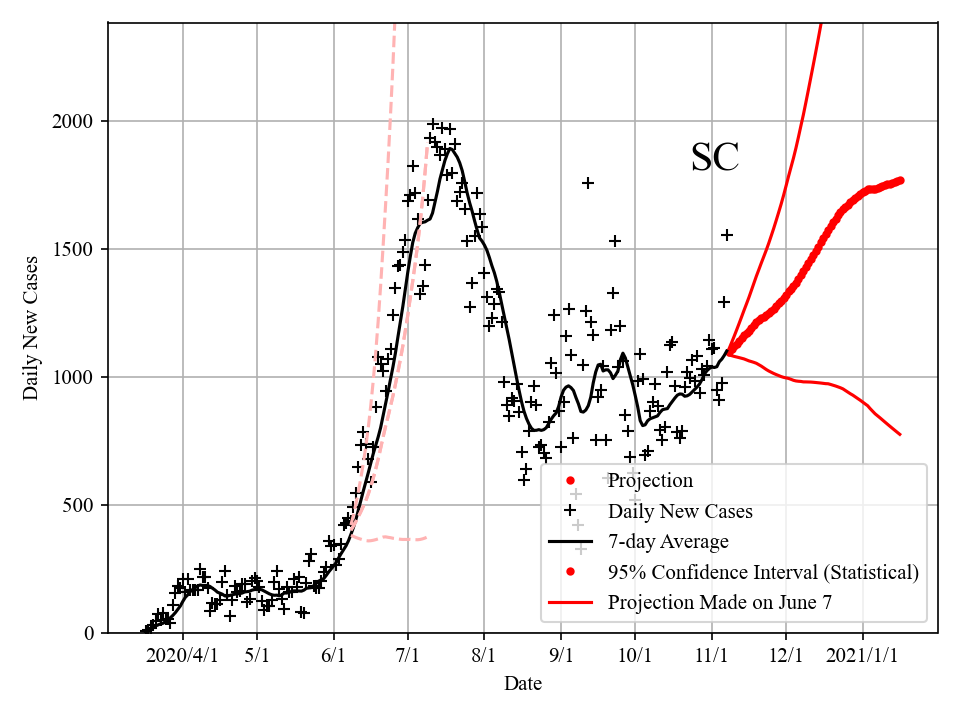 SC
Daily New Cases
2000
1500
1000
500
0
2020/4/1 5/1 6/1 7/1 8/1 9/1 10/1 11/1 12/1 2021/1/1
Date
Projection
Daily New Cases
7-day Average
95% Confidence Interval (Statistical)
Projection Made on June 7